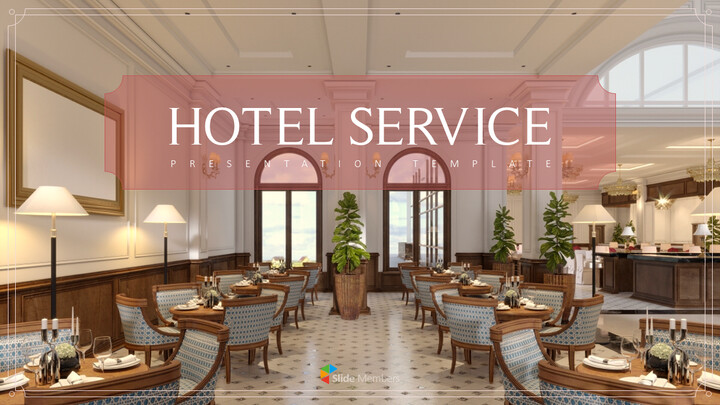 HOTEL SERVICE
PRESENTATION TEMPLATE
Slide Members